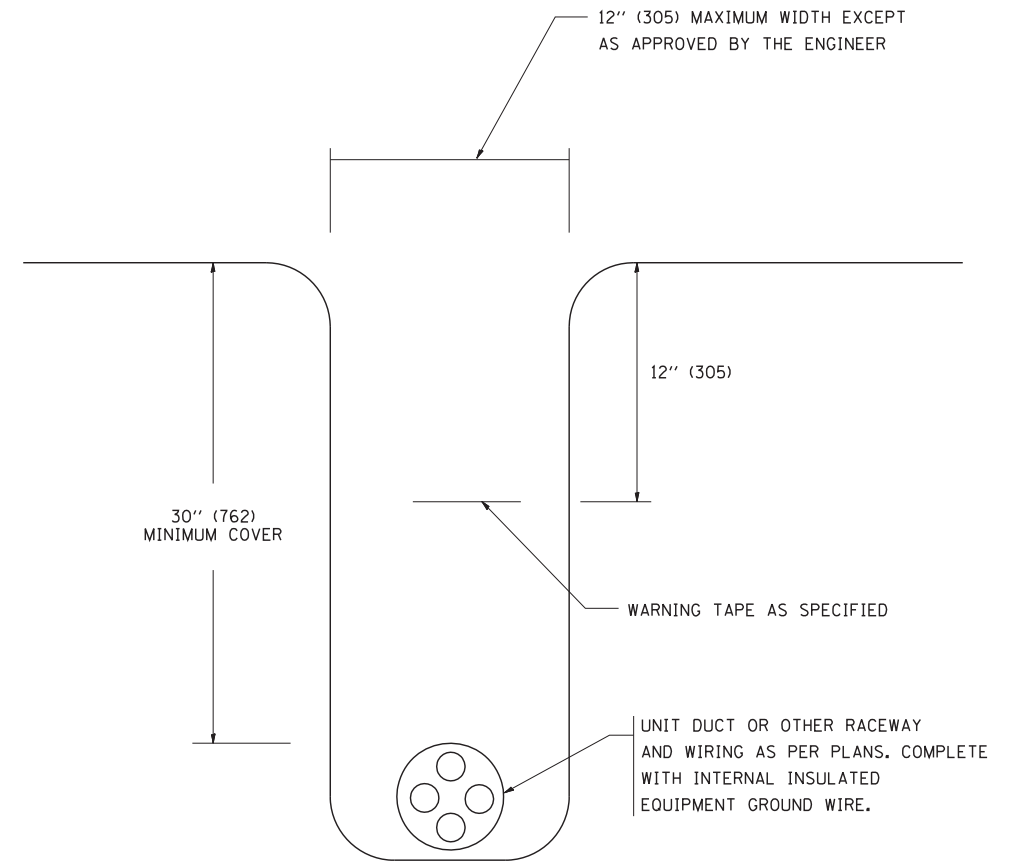 12'' (305) MAXIMUM WIDTH EXCEPT
AS APPROVED BY THE ENGINEER
12'' (305)
30'' (762)
MINIMUM COVER
WARNING TAPE AS SPECIFIED
UNIT DUCT OR OTHER RACEWAY
AND WIRING AS PER PLANS. COMPLETE
WITH INTERNAL INSULATED
EQUIPMENT GROUND WIRE.